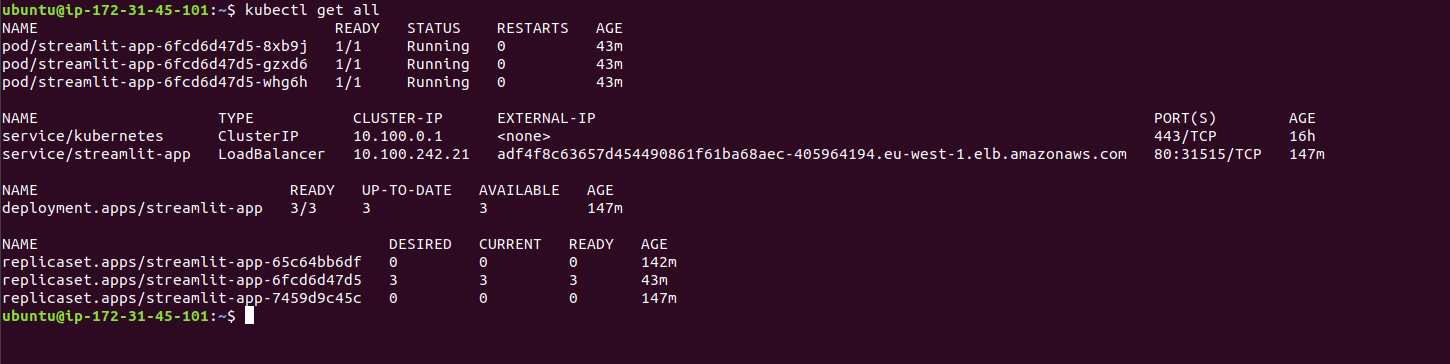 ubuntu@ip-172-31-45-101:~$ kubectl get all
NAME                             READY   STATUS    RESTARTS   AGE
pod/streamlit-app-6fcd6d47d5-8xb9j   1/1     Running   0          43m
pod/streamlit-app-6fcd6d47d5-gzxd6   1/1     Running   0          43m
pod/streamlit-app-6fcd6d47d5-whg6h   1/1     Running   0          43m
NAME                    TYPE           CLUSTER-IP      EXTERNAL-IP                                                              PORT(S)        AGE
service/kubernetes      ClusterIP      10.100.0.1      <none>                                                                   443/TCP        16h
service/streamlit-app   LoadBalancer   10.100.242.21   adf4f8c63657d454490861f61ba68aec-405964194.eu-west-1.elb.amazonaws.com   80:31515/TCP   147m
NAME                            READY   UP-TO-DATE   AVAILABLE   AGE
deployment.apps/streamlit-app   3/3     3            3           147m
NAME                                       DESIRED   CURRENT   READY   AGE
replicaset.apps/streamlit-app-65c64bb6df   0         0         0       142m
replicaset.apps/streamlit-app-6fcd6d47d5   3         3         3       43m
replicaset.apps/streamlit-app-7459d9c45c   0         0         0       147m
ubuntu@ip-172-31-45-101:~$